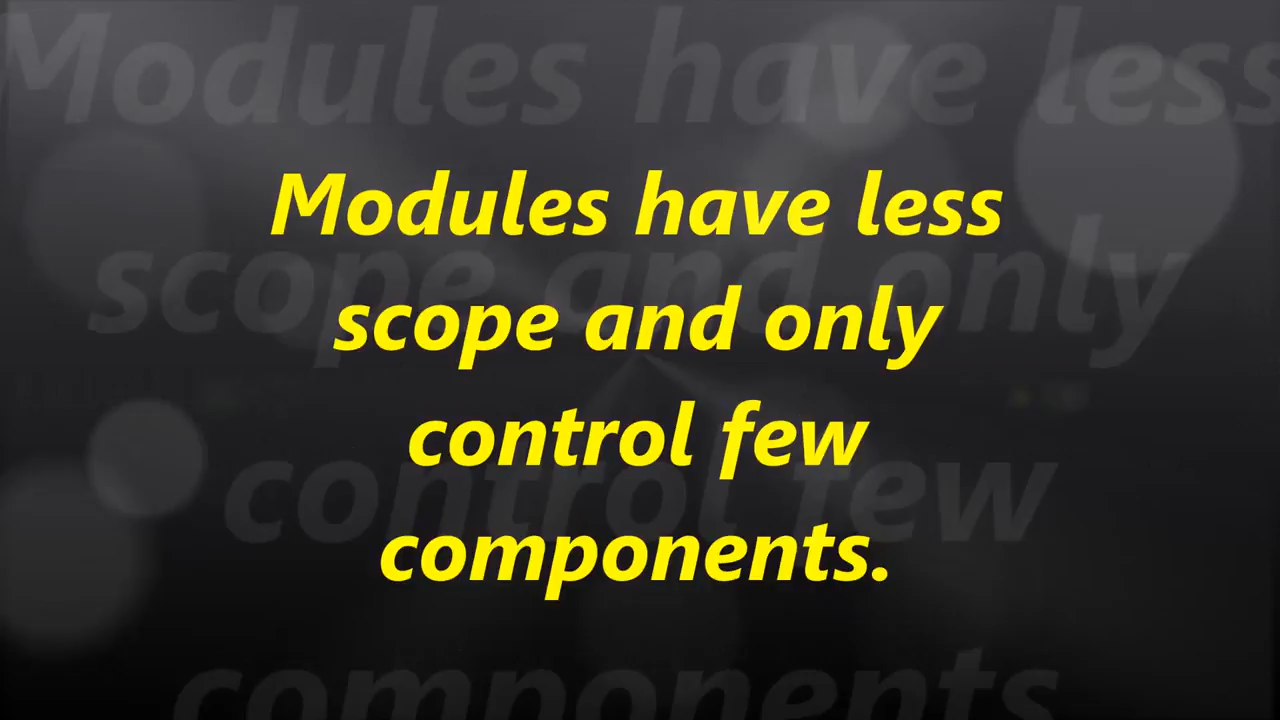 Modules have less
scope and only
control few
components.